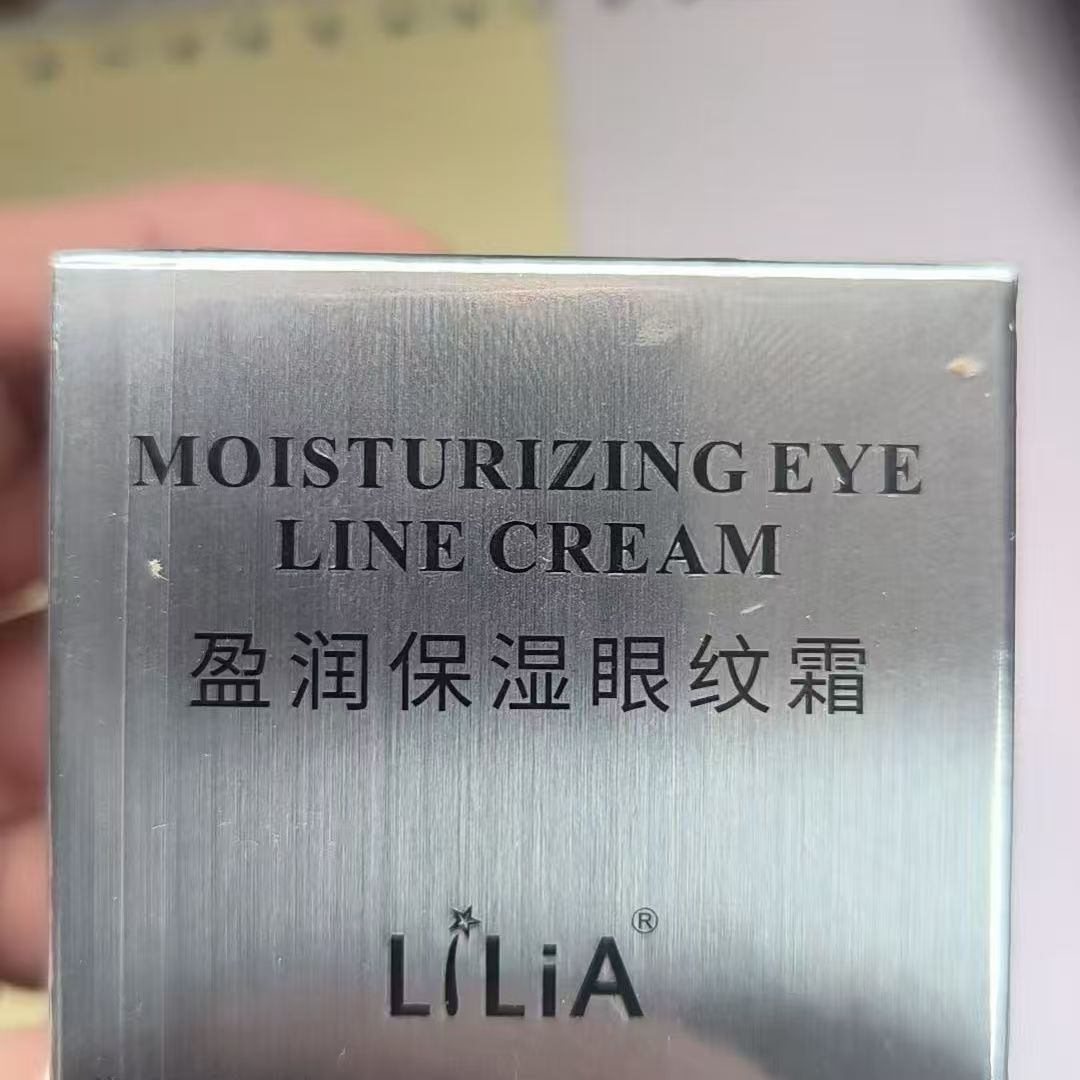 MOISTURIZING EYE
LINE CREAM
盈润保湿眼纹霜
LiLiA®